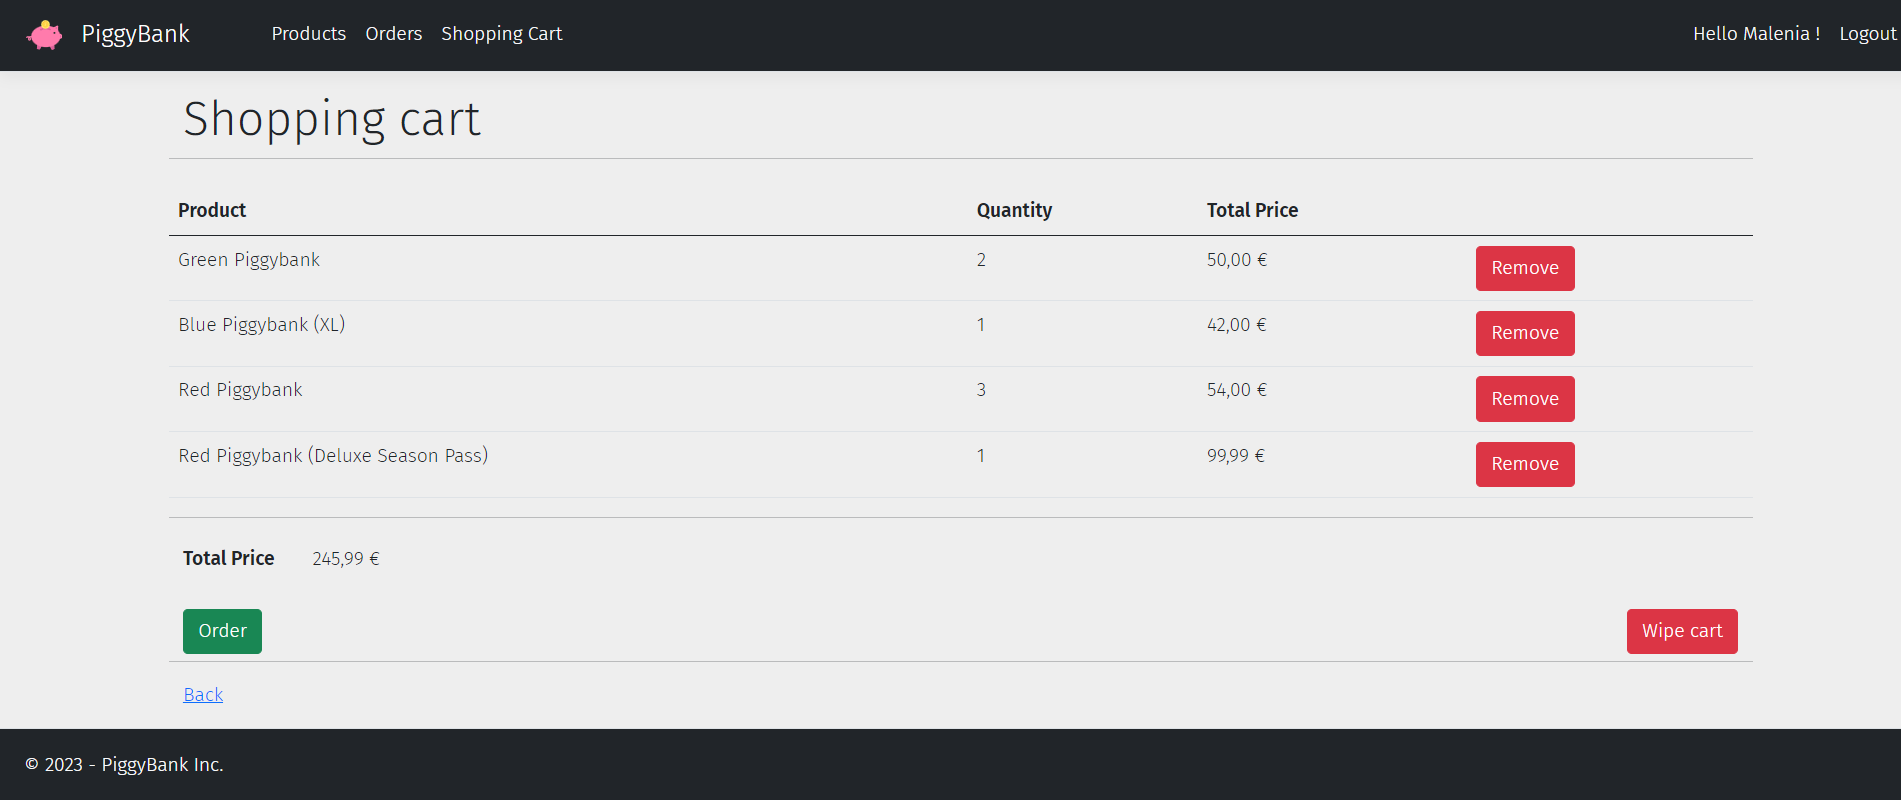 PiggyBank Products Orders Shopping Cart Hello Malenia ! Logout
Shopping cart
Product Quantity Total Price
Green Piggybank 2 50,00 € Remove
Blue Piggybank (XL) 1 42,00 € Remove
Red Piggybank 3 54,00 € Remove
Red Piggybank (Deluxe Season Pass) 1 99,99 € Remove
Total Price 245,99 €
Order Wipe cart
Back
© 2023 - PiggyBank Inc.